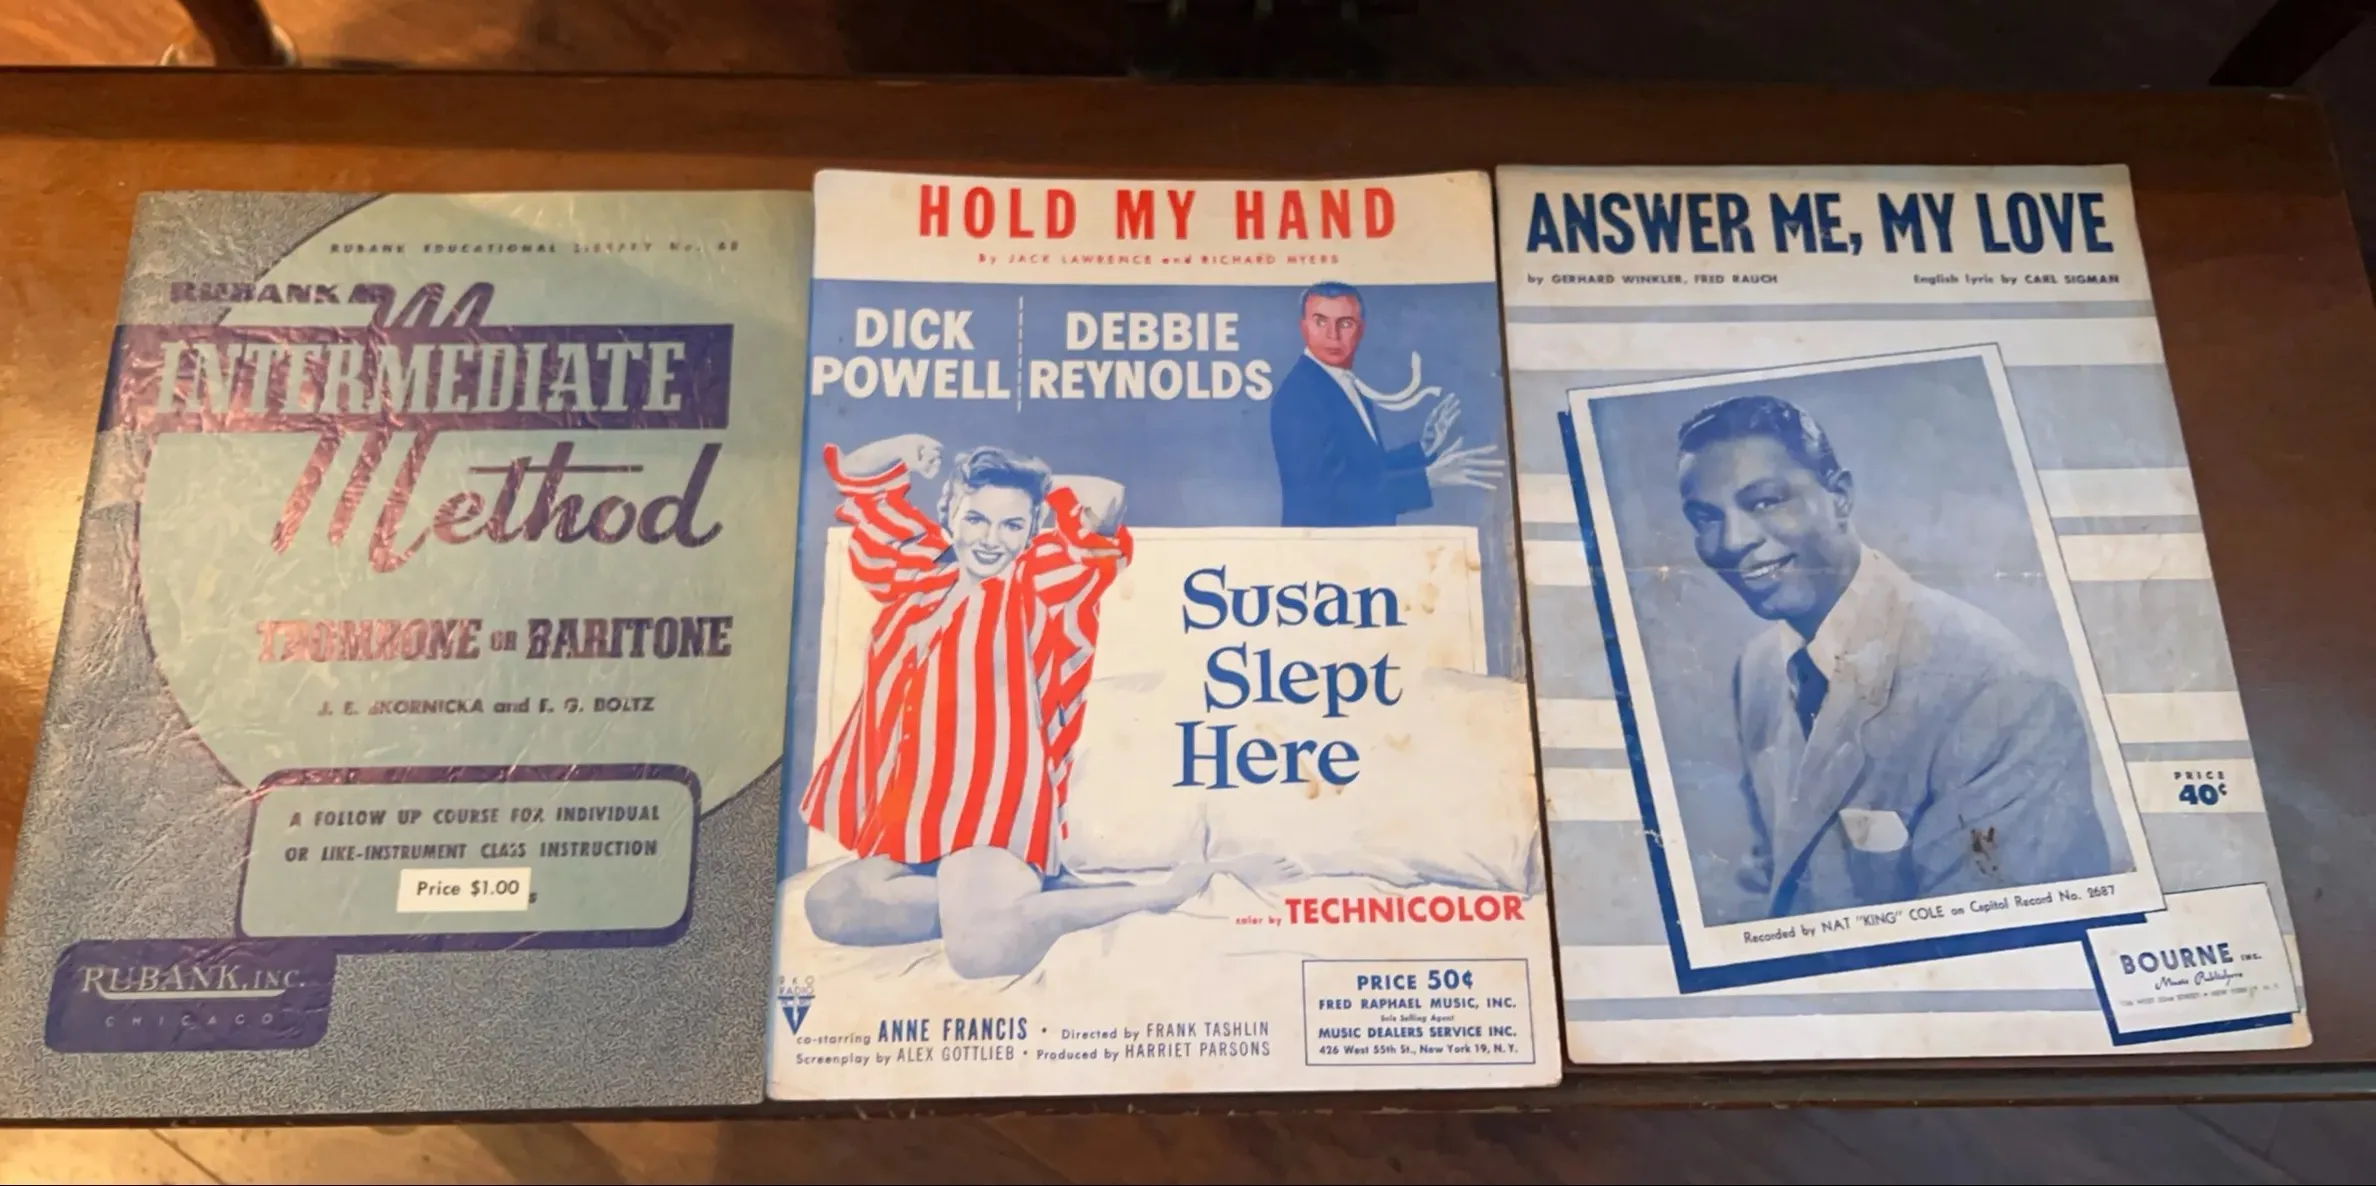 RUBANK EDUCATIONAL LIBRARY No. 68
RUBANK
INTERMEDIATE
Method
TROMBONE OR BARITONE
J. E. SKORNICKA and E. G. BOLTZ
A FOLLOW UP COURSE FOR INDIVIDUAL
OR LIKE-INSTRUMENT CLASS INSTRUCTION
Price $1.00
RUBANK, INC.
CHICAGO
HOLD MY HAND
By JACK LAWRENCE and RICHARD MYERS
DICK
POWELL
DEBBIE
REYNOLDS
Susan
Slept
Here
color by TECHNICOLOR
RKO
RADIO
co-starring ANNE FRANCIS • Directed by FRANK TASHLIN
Screenplay by ALEX GOTTLIEB • Produced by HARRIET PARSONS
PRICE 50¢
FRED RAPHAEL MUSIC, INC.
Sole Selling Agent
MUSIC DEALERS SERVICE INC.
426 West 55th St., New York 19, N. Y.
ANSWER ME, MY LOVE
by GERHARD WINKLER, FRED RAUCH
English lyric by CARL SIGMAN
PRICE
40¢
Recorded by NAT "KING" COLE on Capitol Record No. 2687
BOURNE INC.
Music Publishers